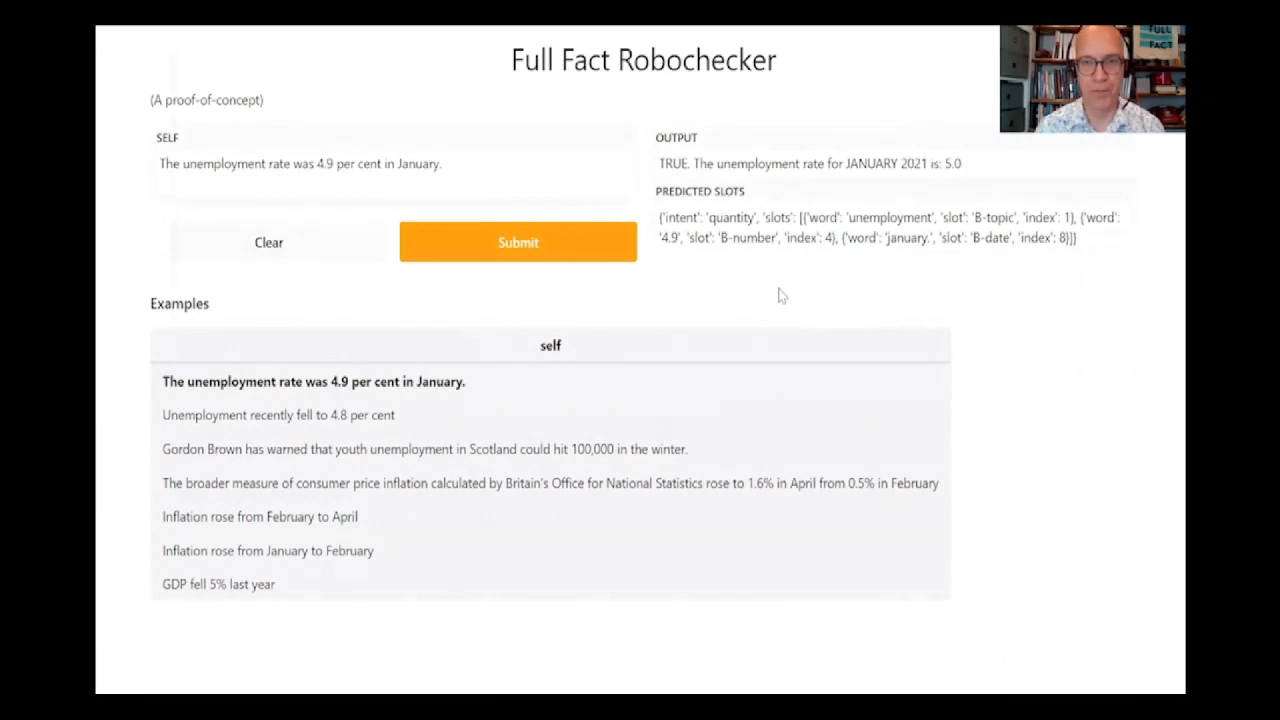 Full Fact Robochecker
FULL
FACT
(A proof-of-concept)
SELF
The unemployment rate was 4.9 per cent in January.
Clear
Submit
OUTPUT
TRUE. The unemployment rate for JANUARY 2021 is: 5.0
PREDICTED SLOTS
{'intent': 'quantity', 'slots': [{'word': 'unemployment', 'slot': 'B-topic', 'index': 1}, {'word':
'4.9', 'slot': 'B-number', 'index': 4}, {'word': 'january.', 'slot': 'B-date', 'index': 8}]}
Examples
self
The unemployment rate was 4.9 per cent in January.
Unemployment recently fell to 4.8 per cent
Gordon Brown has warned that youth unemployment in Scotland could hit 100,000 in the winter.
The broader measure of consumer price inflation calculated by Britain's Office for National Statistics rose to 1.6% in April from 0.5% in February
Inflation rose from February to April
Inflation rose from January to February
GDP fell 5% last year